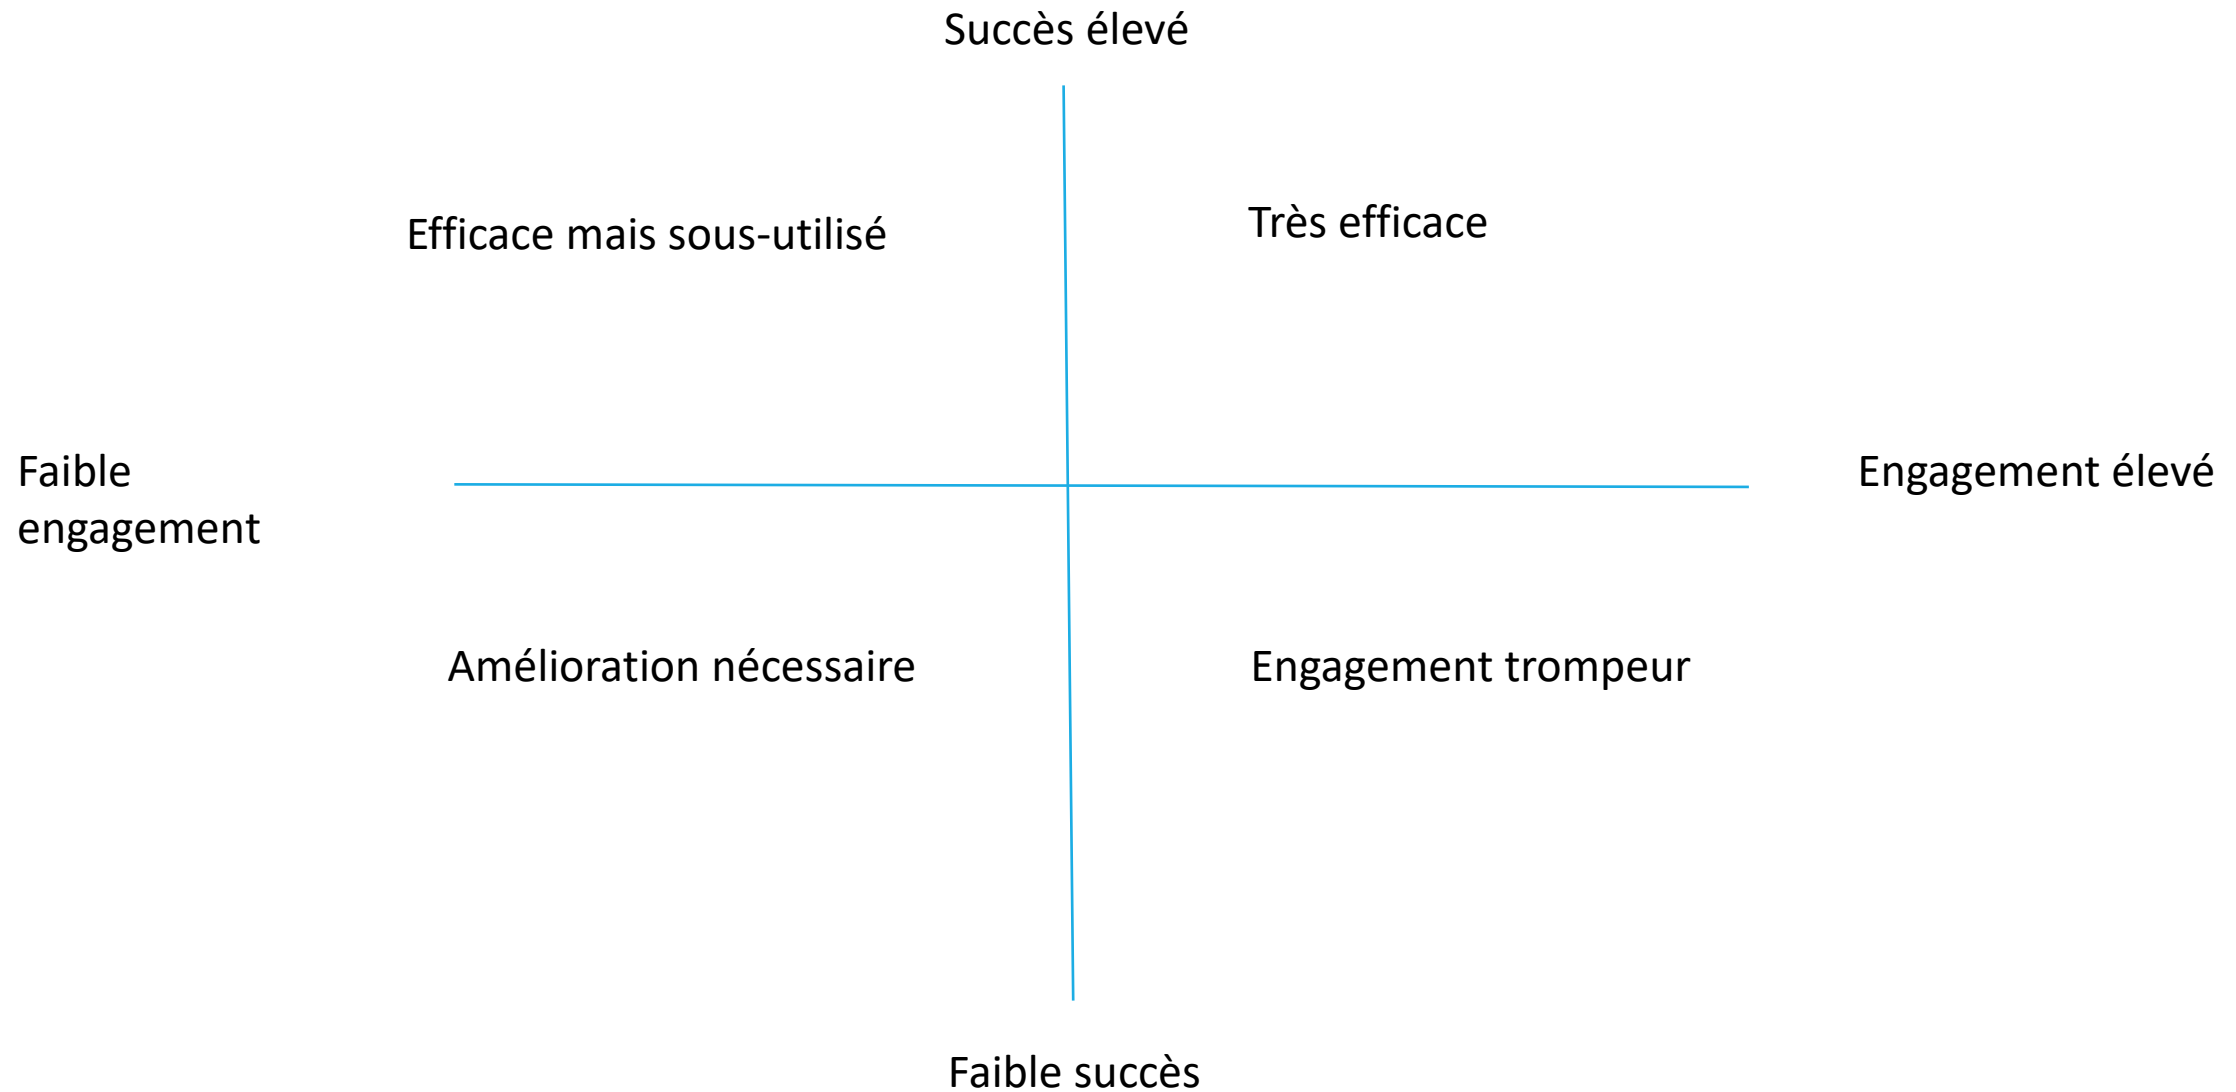 Succès élevé
Efficace mais sous-utilisé
Très efficace
Faible
engagement
Engagement élevé
Amélioration nécessaire
Engagement trompeur
Faible succès